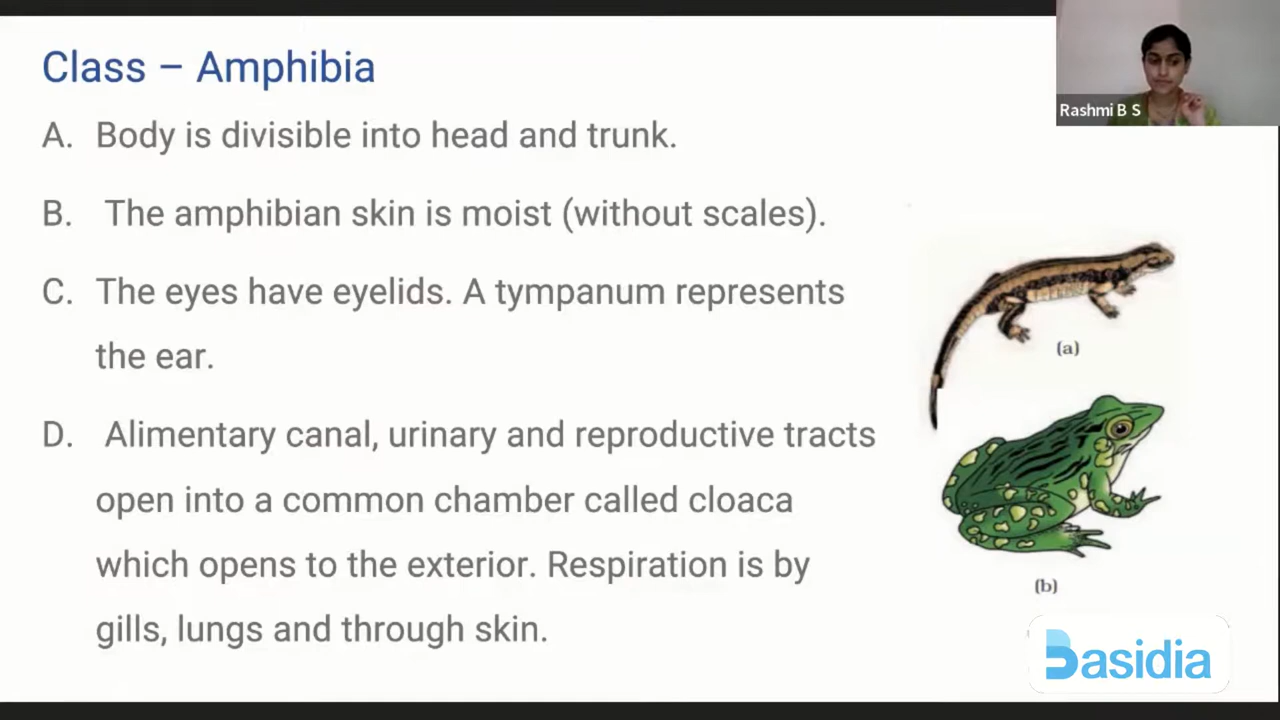 Class – Amphibia
Rashmi B S
A. Body is divisible into head and trunk.
B. The amphibian skin is moist (without scales).
C. The eyes have eyelids. A tympanum represents
the ear.
(a)
D. Alimentary canal, urinary and reproductive tracts
open into a common chamber called cloaca
which opens to the exterior. Respiration is by
(b)
gills, lungs and through skin.
Basidia